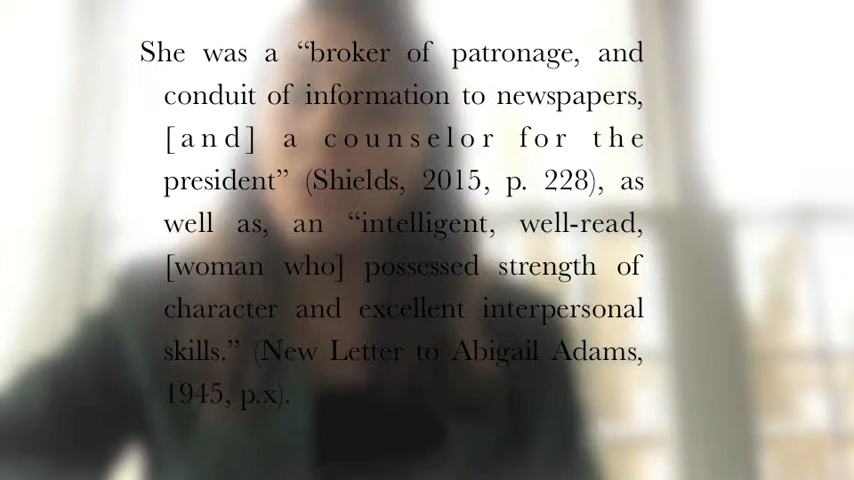 She was a “broker of patronage, and
conduit of information to newspapers,
[and] a counselor for the
president” (Shields, 2015, p. 228), as
well as, an “intelligent, well-read,
[woman who] possessed strength of
character and excellent interpersonal
skills.” (New Letter to Abigail Adams,
1945, p.x).